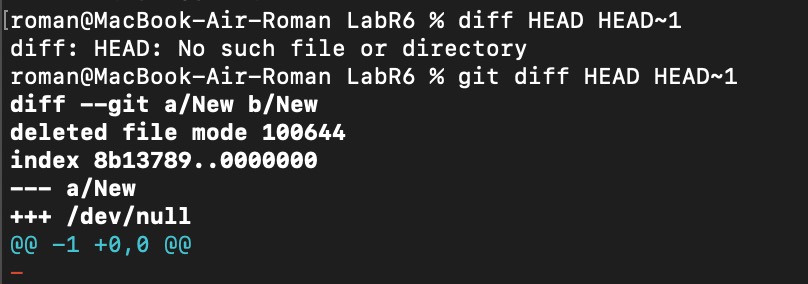 [roman@MacBook-Air-Roman LabR6 % diff HEAD HEAD~1
diff: HEAD: No such file or directory
roman@MacBook-Air-Roman LabR6 % git diff HEAD HEAD~1
diff --git a/New b/New
deleted file mode 100644
index 8b13789..0000000
--- a/New
+++ /dev/null
@@ -1 +0,0 @@
-